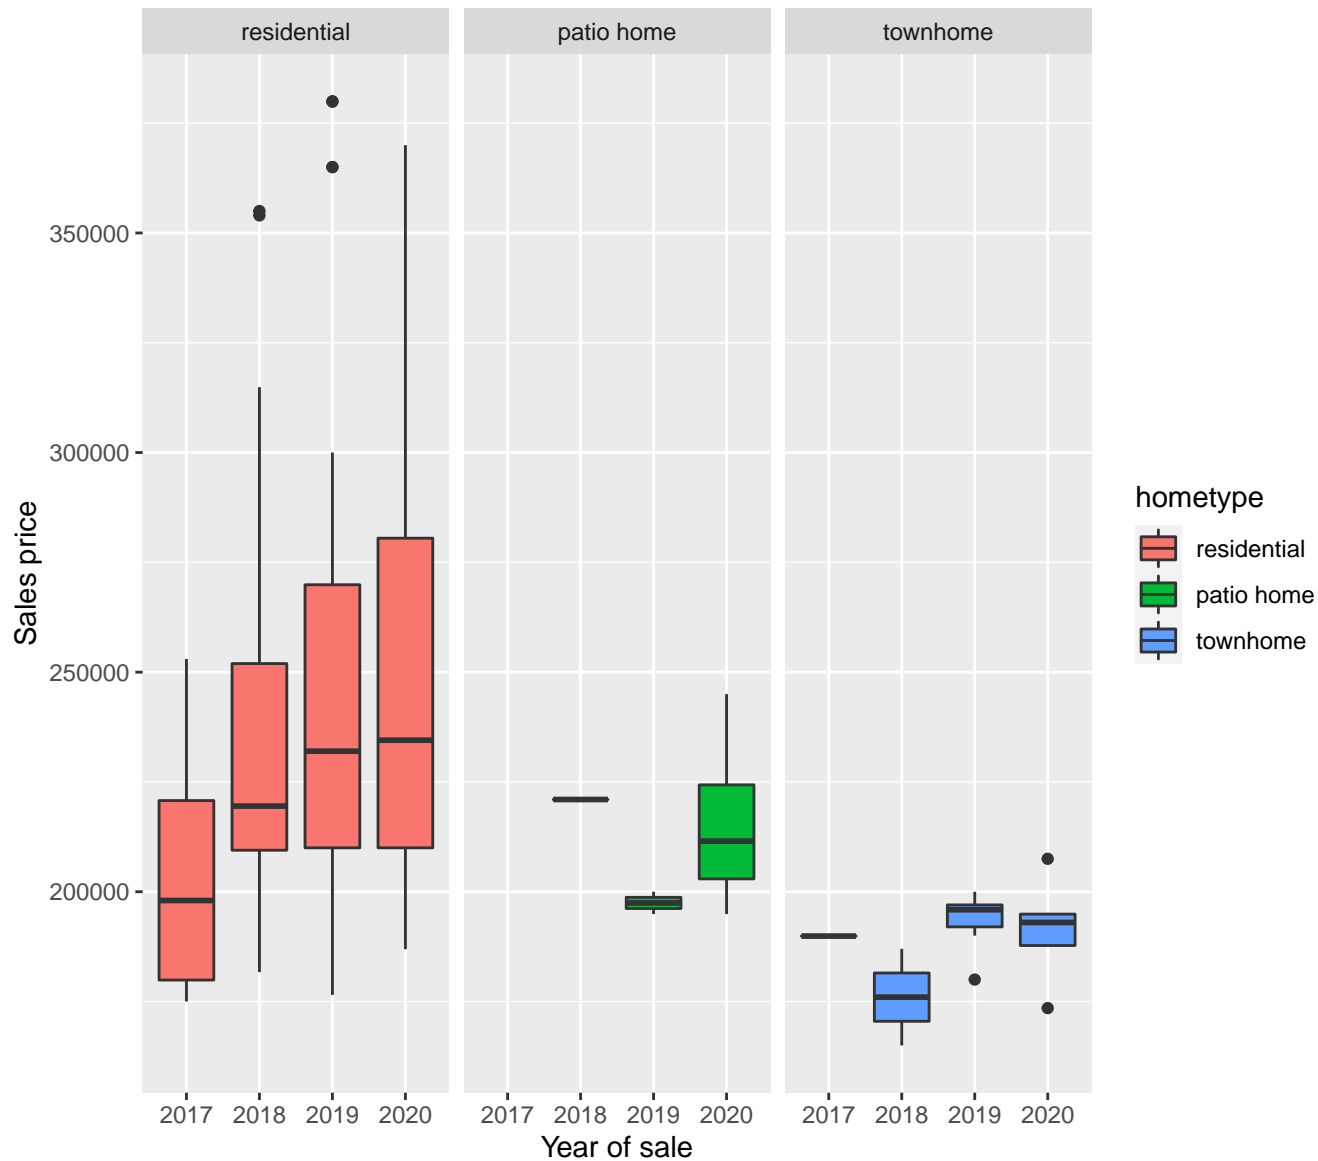 residential
patio home
townhome
350000
300000
250000
200000
Sales price
2017 2018 2019 2020
2017 2018 2019 2020
2017 2018 2019 2020
Year of sale
hometype
residential
patio home
townhome